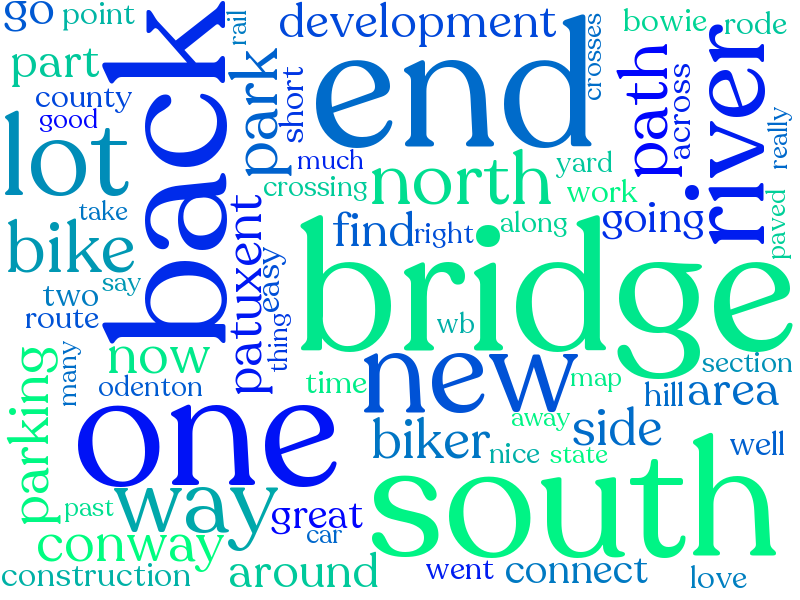 go
point
rail
development
crosses
bowie
rode
part
back
park
end
path
river
county
short
across
good
really
lot
much
north
yard
crossing
work
take
paved
bike
patuxent
find
right
along
going
easy
bridge
say
two
route
thing
wb
now
many
new
section
odenton
time
map
hill
area
parking
one
away
side
biker
nice
state
well
south
past
way
great
car
conway
construction
around
went
connect
love